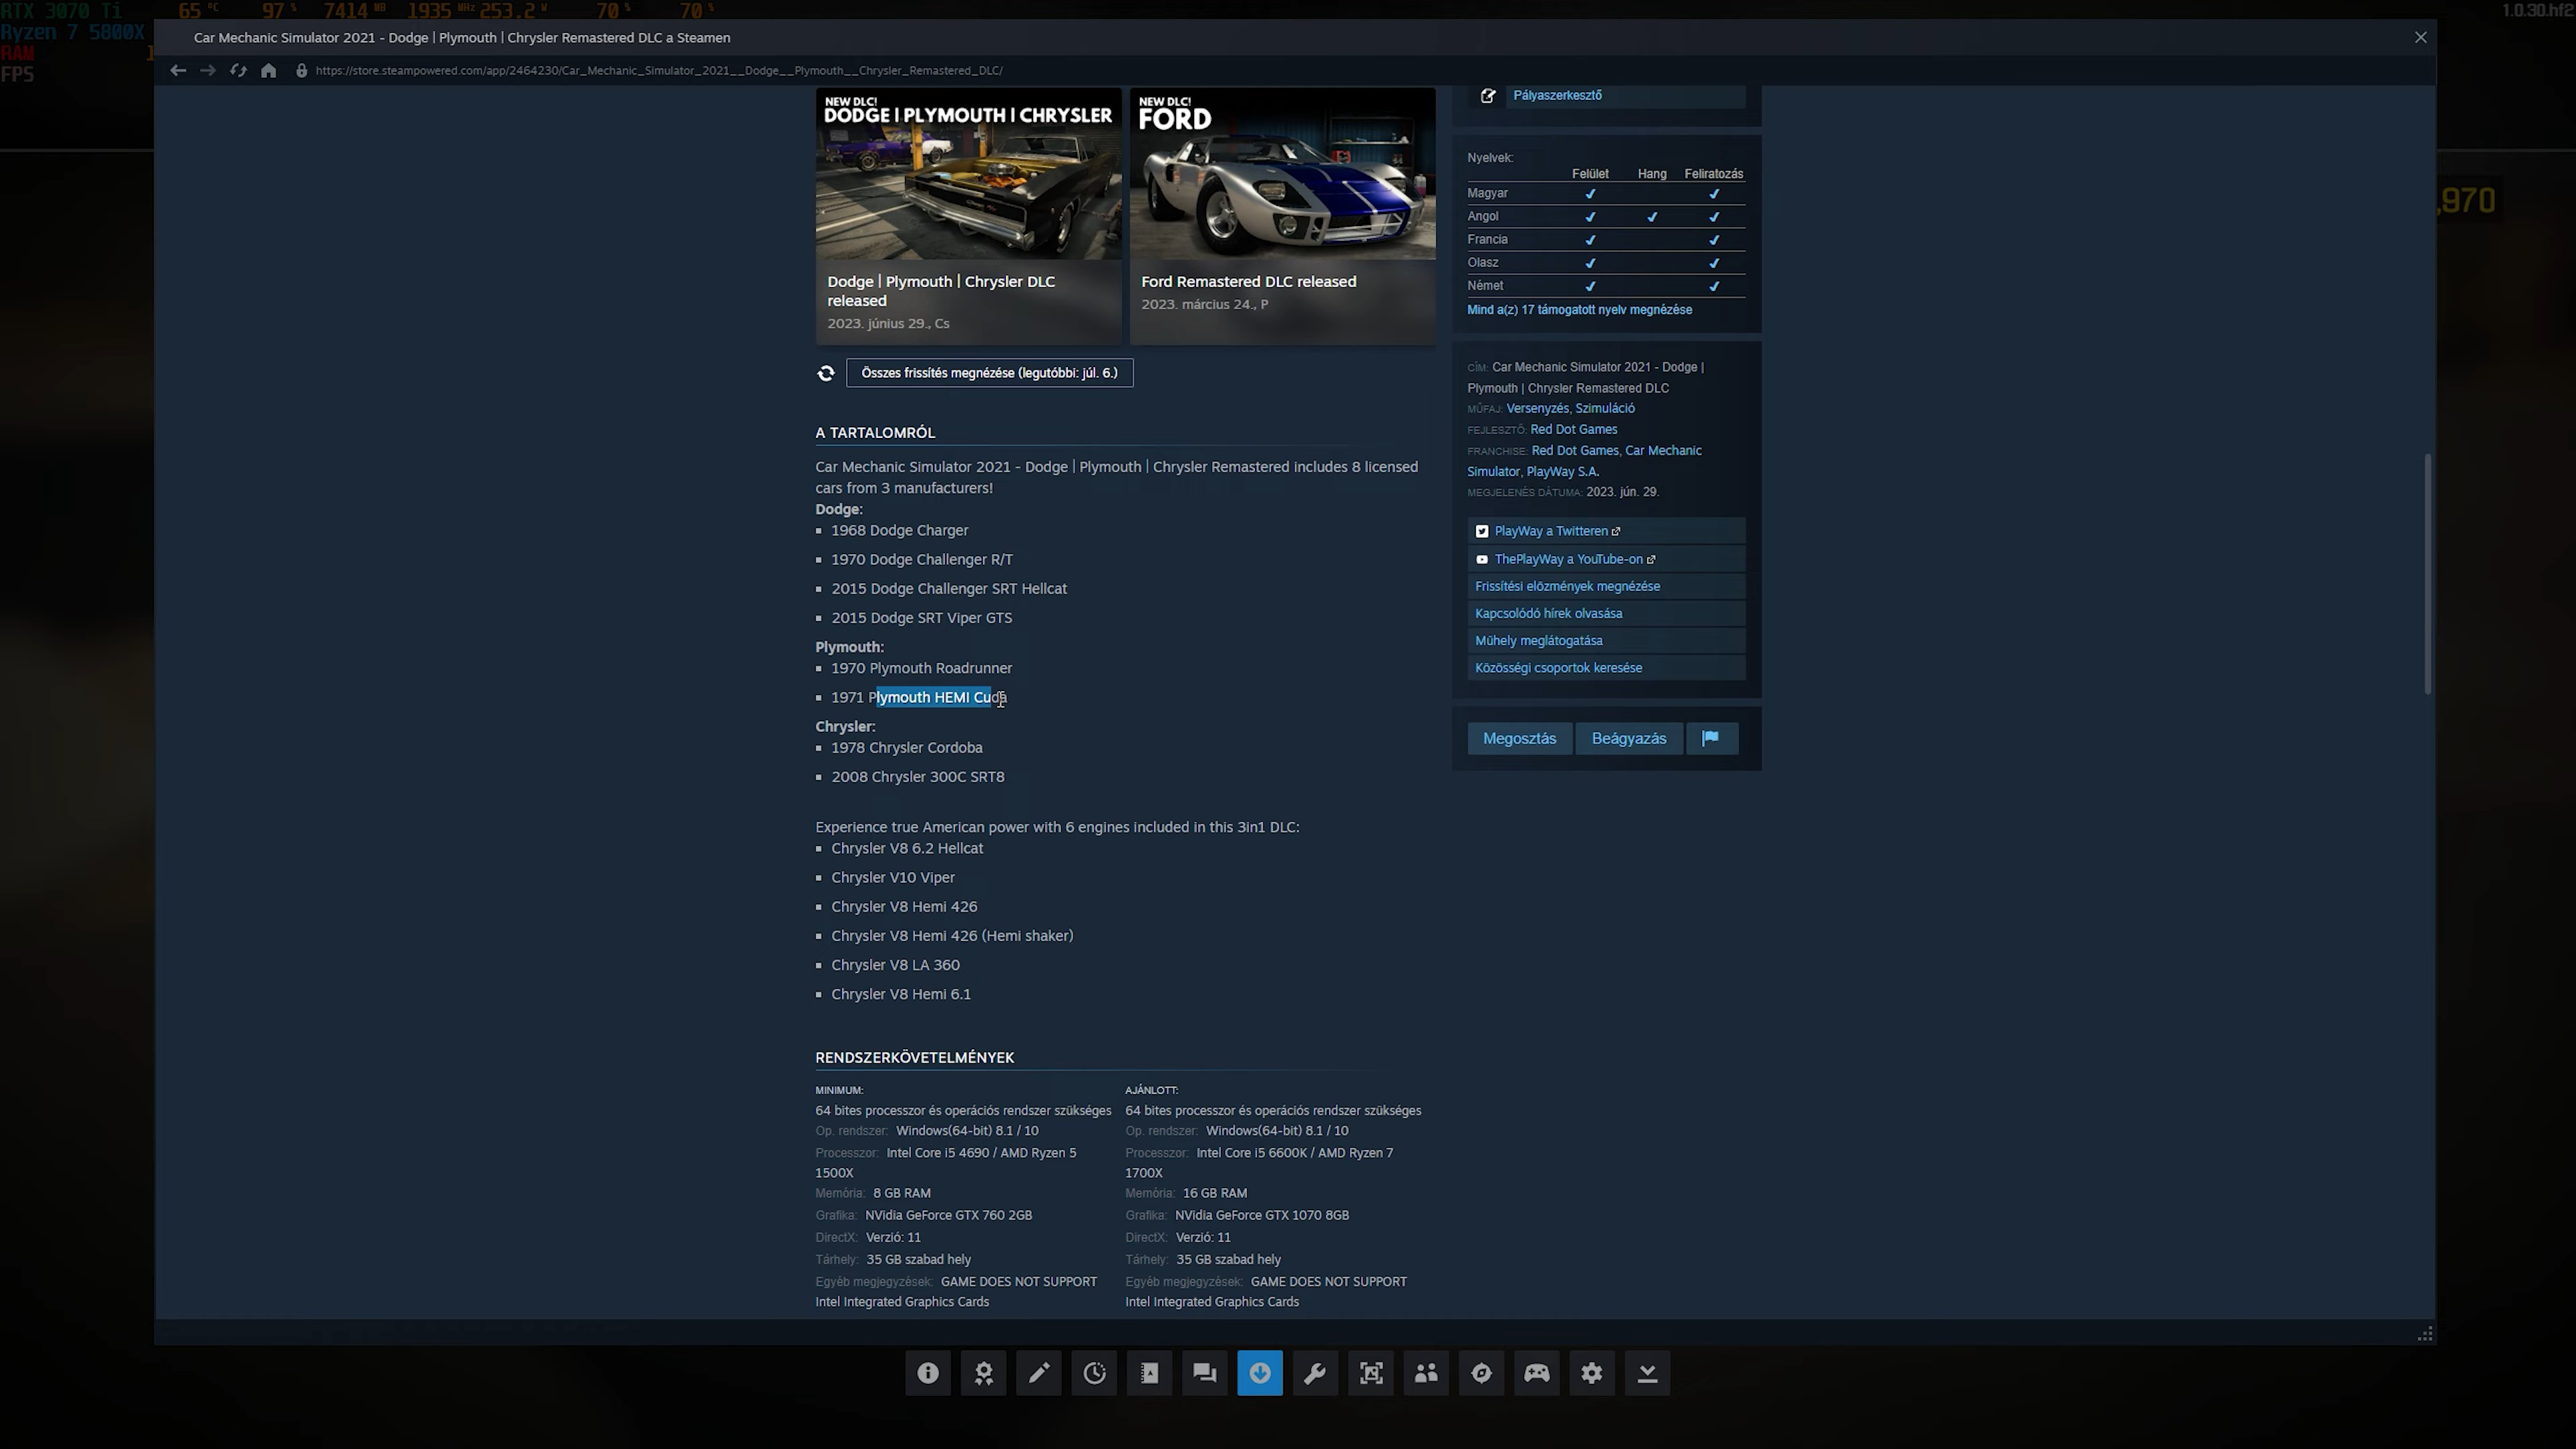 RTX 3070 Ti 65 °C 97 % 7414 MB 1935 MHz 253.2 W 70 % 70 %
1.0.30.hf2
Ryzen 7 5800X
RAM
FPS
Car Mechanic Simulator 2021 - Dodge | Plymouth | Chrysler Remastered DLC a Steamen
https://store.steampowered.com/app/2464230/Car_Mechanic_Simulator_2021__Dodge__Plymouth__Chrysler_Remastered_DLC/
,970
NEW DLC!
DODGE | PLYMOUTH | CHRYSLER
Dodge | Plymouth | Chrysler DLC
released
2023. június 29., Cs
NEW DLC!
FORD
Ford Remastered DLC released
2023. március 24., P
Összes frissítés megnézése (legutóbbi: júl. 6.)
A TARTALOMRÓL
Car Mechanic Simulator 2021 - Dodge | Plymouth | Chrysler Remastered includes 8 licensed
cars from 3 manufacturers!
Dodge:
1968 Dodge Charger
1970 Dodge Challenger R/T
2015 Dodge Challenger SRT Hellcat
2015 Dodge SRT Viper GTS
Plymouth:
1970 Plymouth Roadrunner
1971 Plymouth HEMI Cuda
Chrysler:
1978 Chrysler Cordoba
2008 Chrysler 300C SRT8
Experience true American power with 6 engines included in this 3in1 DLC:
Chrysler V8 6.2 Hellcat
Chrysler V10 Viper
Chrysler V8 Hemi 426
Chrysler V8 Hemi 426 (Hemi shaker)
Chrysler V8 LA 360
Chrysler V8 Hemi 6.1
RENDSZERKÖVETELMÉNYEK
MINIMUM:
64 bites processzor és operációs rendszer szükséges
Op. rendszer: Windows(64-bit) 8.1 / 10
Processzor: Intel Core i5 4690 / AMD Ryzen 5
1500X
Memória: 8 GB RAM
Grafika: NVidia GeForce GTX 760 2GB
DirectX: Verzió: 11
Tárhely: 35 GB szabad hely
Egyéb megjegyzések: GAME DOES NOT SUPPORT
Intel Integrated Graphics Cards
AJÁNLOTT:
64 bites processzor és operációs rendszer szükséges
Op. rendszer: Windows(64-bit) 8.1 / 10
Processzor: Intel Core i5 6600K / AMD Ryzen 7
1700X
Memória: 16 GB RAM
Grafika: NVidia GeForce GTX 1070 8GB
DirectX: Verzió: 11
Tárhely: 35 GB szabad hely
Egyéb megjegyzések: GAME DOES NOT SUPPORT
Intel Integrated Graphics Cards
Pályaszerkesztő
Nyelvek:
Felület Hang Feliratozás
Magyar ✔ ✔
Angol ✔ ✔ ✔
Francia ✔ ✔
Olasz ✔ ✔
Német ✔ ✔
Mind a(z) 17 támogatott nyelv megnézése
CÍM: Car Mechanic Simulator 2021 - Dodge |
Plymouth | Chrysler Remastered DLC
MŰFAJ: Versenyzés, Szimuláció
FEJLESZTŐ: Red Dot Games
FRANCHISE: Red Dot Games, Car Mechanic
Simulator, PlayWay S.A.
MEGJELENÉS DÁTUMA: 2023. jún. 29.
PlayWay a Twitteren
ThePlayWay a YouTube-on
Frissítési előzmények megnézése
Kapcsolódó hírek olvasása
Műhely meglátogatása
Közösségi csoportok keresése
Megosztás
Beágyazás